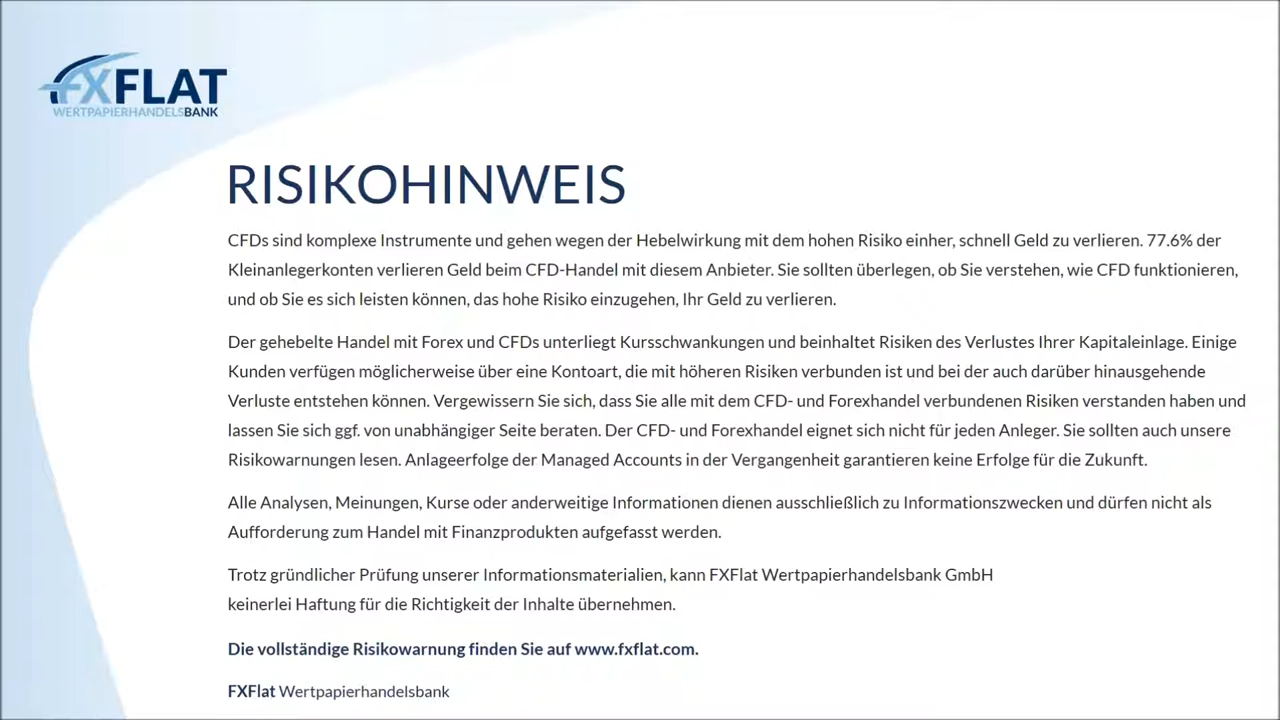 FXFLAT
WERTPAPIERHANDELSBANK
RISIKOHINWEIS
CFDs sind komplexe Instrumente und gehen wegen der Hebelwirkung mit dem hohen Risiko einher, schnell Geld zu verlieren. 77.6% der
Kleinanlegerkonten verlieren Geld beim CFD-Handel mit diesem Anbieter. Sie sollten überlegen, ob Sie verstehen, wie CFD funktionieren,
und ob Sie es sich leisten können, das hohe Risiko einzugehen, Ihr Geld zu verlieren.
Der gehebelte Handel mit Forex und CFDs unterliegt Kursschwankungen und beinhaltet Risiken des Verlustes Ihrer Kapitaleinlage. Einige
Kunden verfügen möglicherweise über eine Kontoart, die mit höheren Risiken verbunden ist und bei der auch darüber hinausgehende
Verluste entstehen können. Vergewissern Sie sich, dass Sie alle mit dem CFD- und Forexhandel verbundenen Risiken verstanden haben und
lassen Sie sich ggf. von unabhängiger Seite beraten. Der CFD- und Forexhandel eignet sich nicht für jeden Anleger. Sie sollten auch unsere
Risikowarnungen lesen. Anlageerfolge der Managed Accounts in der Vergangenheit garantieren keine Erfolge für die Zukunft.
Alle Analysen, Meinungen, Kurse oder anderweitige Informationen dienen ausschließlich zu Informationszwecken und dürfen nicht als
Aufforderung zum Handel mit Finanzprodukten aufgefasst werden.
Trotz gründlicher Prüfung unserer Informationsmaterialien, kann FXFlat Wertpapierhandelsbank GmbH
keinerlei Haftung für die Richtigkeit der Inhalte übernehmen.
Die vollständige Risikowarnung finden Sie auf www.fxflat.com.
FXFlat Wertpapierhandelsbank